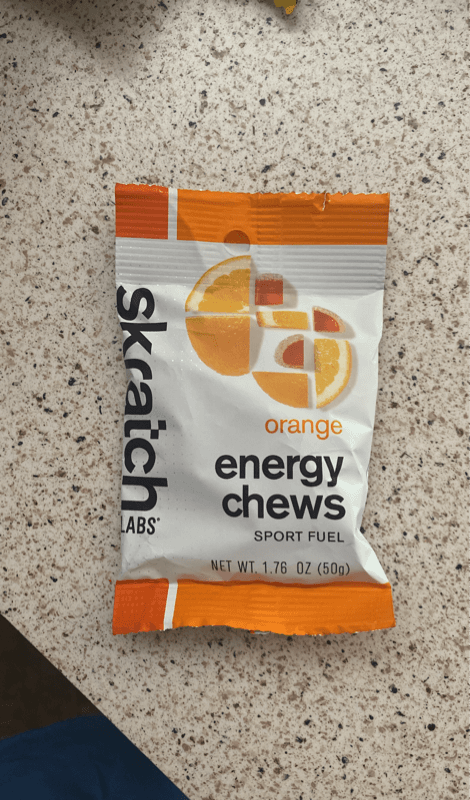 skratch
LABS
orange
energy
chews
SPORT FUEL
NET WT. 1.76 OZ (50g)